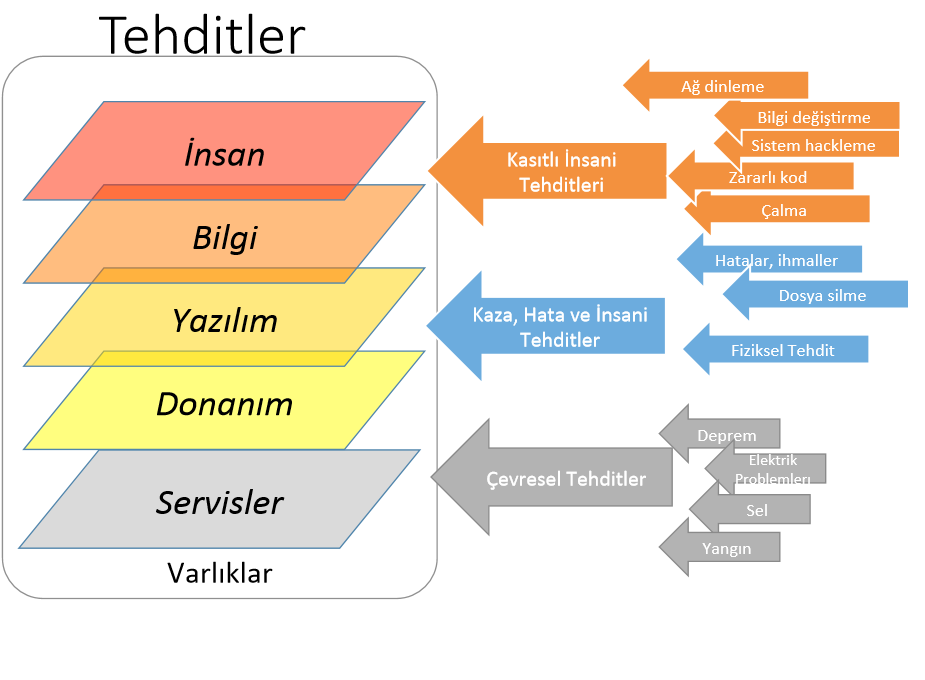 Tehditler
İnsan
Bilgi
Yazılım
Donanım
Servisler
Varlıklar
Kasıtlı İnsani
Tehditleri
Ağ dinleme
Bilgi değiştirme
Sistem hackleme
Zararlı kod
Çalma
Kaza, Hata ve İnsani
Tehditler
Hatalar, ihmaller
Dosya silme
Fiziksel Tehdit
Çevresel Tehditler
Deprem
Elektrik
Problemleri
Sel
Yangın